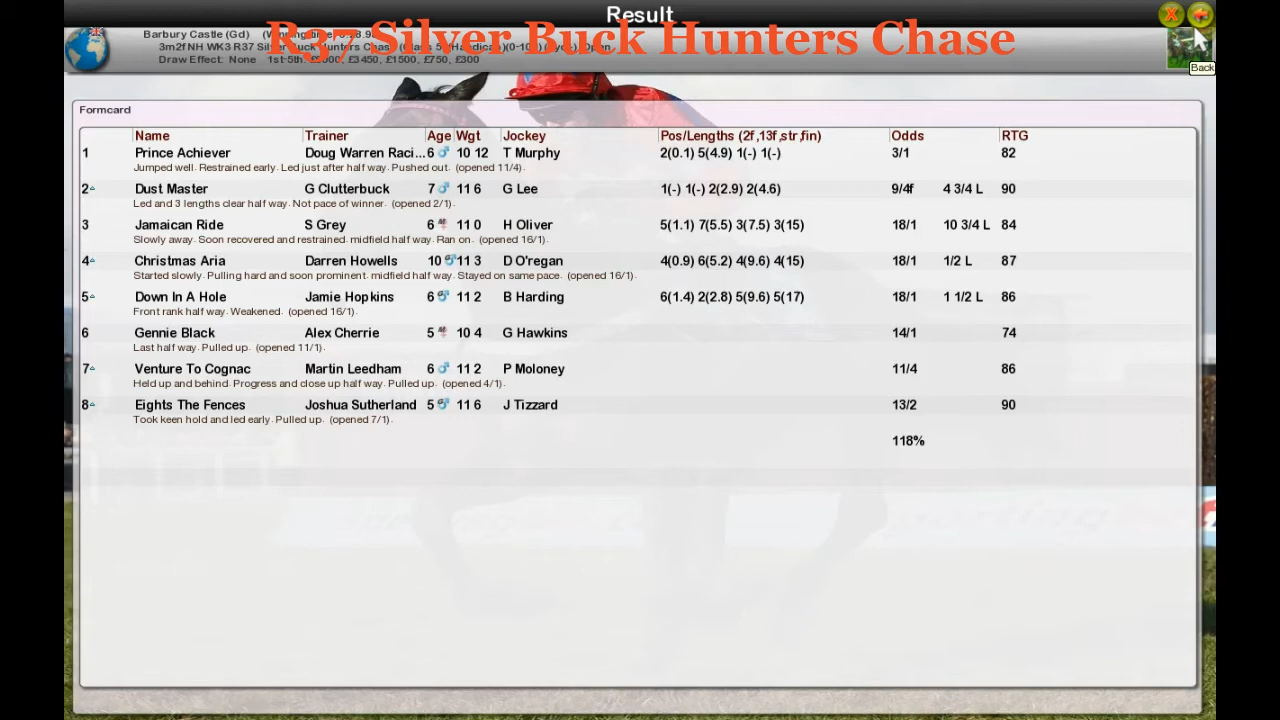 Result
R37 Silver Buck Hunters Chase
Barbury Castle (Gd)
3m2f NH WK3 R37
Draw Effect: None 1st-5th: £3450, £1500, £750, £300
Back
Formcard
Name Trainer Age Wgt Jockey Pos/Lengths (2f,13f,str,fin) Odds RTG
1 Prince Achiever Doug Warren Raci... 6 10 12 T Murphy 2(0.1) 5(4.9) 1(-) 1(-) 3/1 82
Jumped well. Restrained early. Led just after half way. Pushed out. (opened 11/4).
2 Dust Master G Clutterbuck 7 11 6 G Lee 1(-) 1(-) 2(2.9) 2(4.6) 9/4f 4 3/4 L 90
Led and 3 lengths clear half way. Not pace of winner. (opened 2/1).
3 Jamaican Ride S Grey 6 11 0 H Oliver 5(1.1) 7(5.5) 3(7.5) 3(15) 18/1 10 3/4 L 84
Slowly away. Soon recovered and restrained. midfield half way. Ran on. (opened 16/1).
4 Christmas Aria Darren Howells 10 11 3 D O'regan 4(0.9) 6(5.2) 4(9.6) 4(15) 18/1 1/2 L 87
Started slowly. Pulling hard and soon prominent. midfield half way. Stayed on same pace. (opened 16/1).
5 Down In A Hole Jamie Hopkins 6 11 2 B Harding 6(1.4) 2(2.8) 5(9.6) 5(17) 18/1 1 1/2 L 86
Front rank half way. Weakened. (opened 16/1).
6 Gennie Black Alex Cherrie 5 10 4 G Hawkins 14/1 74
Last half way. Pulled up. (opened 11/1).
7 Venture To Cognac Martin Leedham 6 11 2 P Moloney 11/4 86
Held up and behind. Progress and close up half way. Pulled up. (opened 4/1).
8 Eights The Fences Joshua Sutherland 5 11 6 J Tizzard 13/2 90
Took keen hold and led early. Pulled up. (opened 7/1).
118%